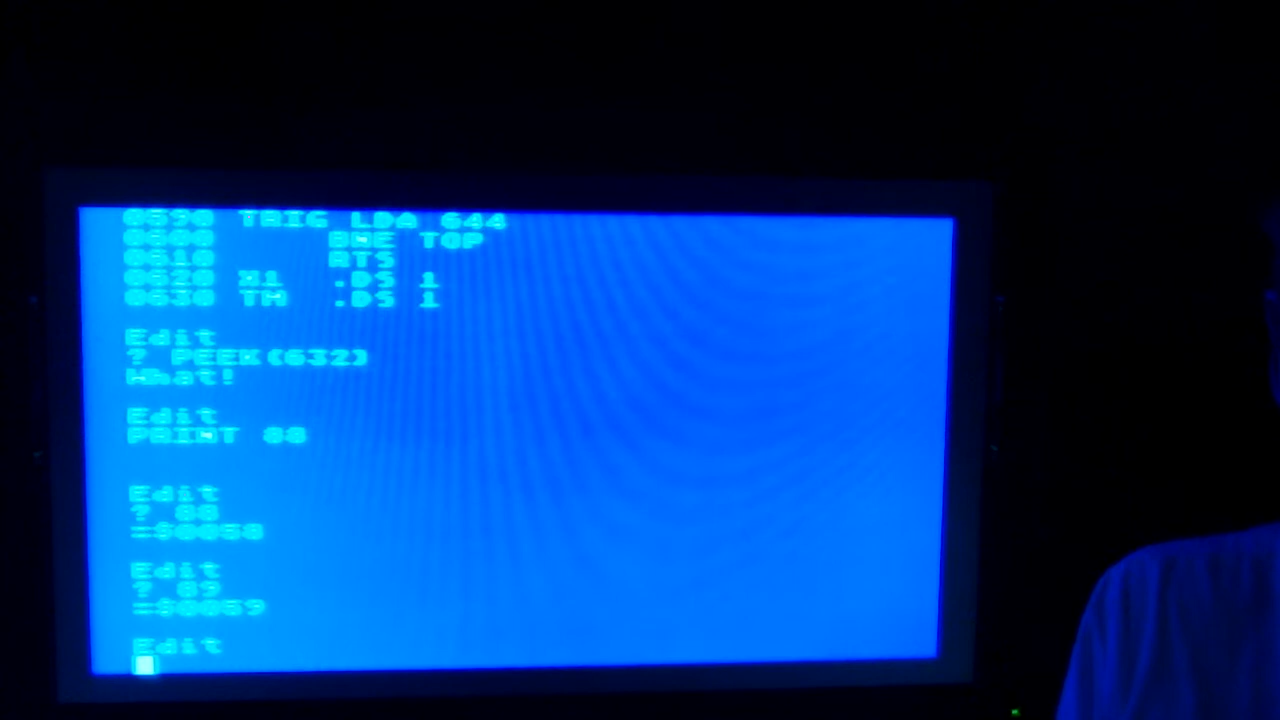 0590 TRIG LDA 644
0600 BNE TOP
0610 RTS
0620 X1 .DS 1
0630 TM .DS 1
Edit
? PEEK(632)
What!
Edit
PRINT 88
Edit
? 88
=$0058
Edit
? 89
=$0059
Edit